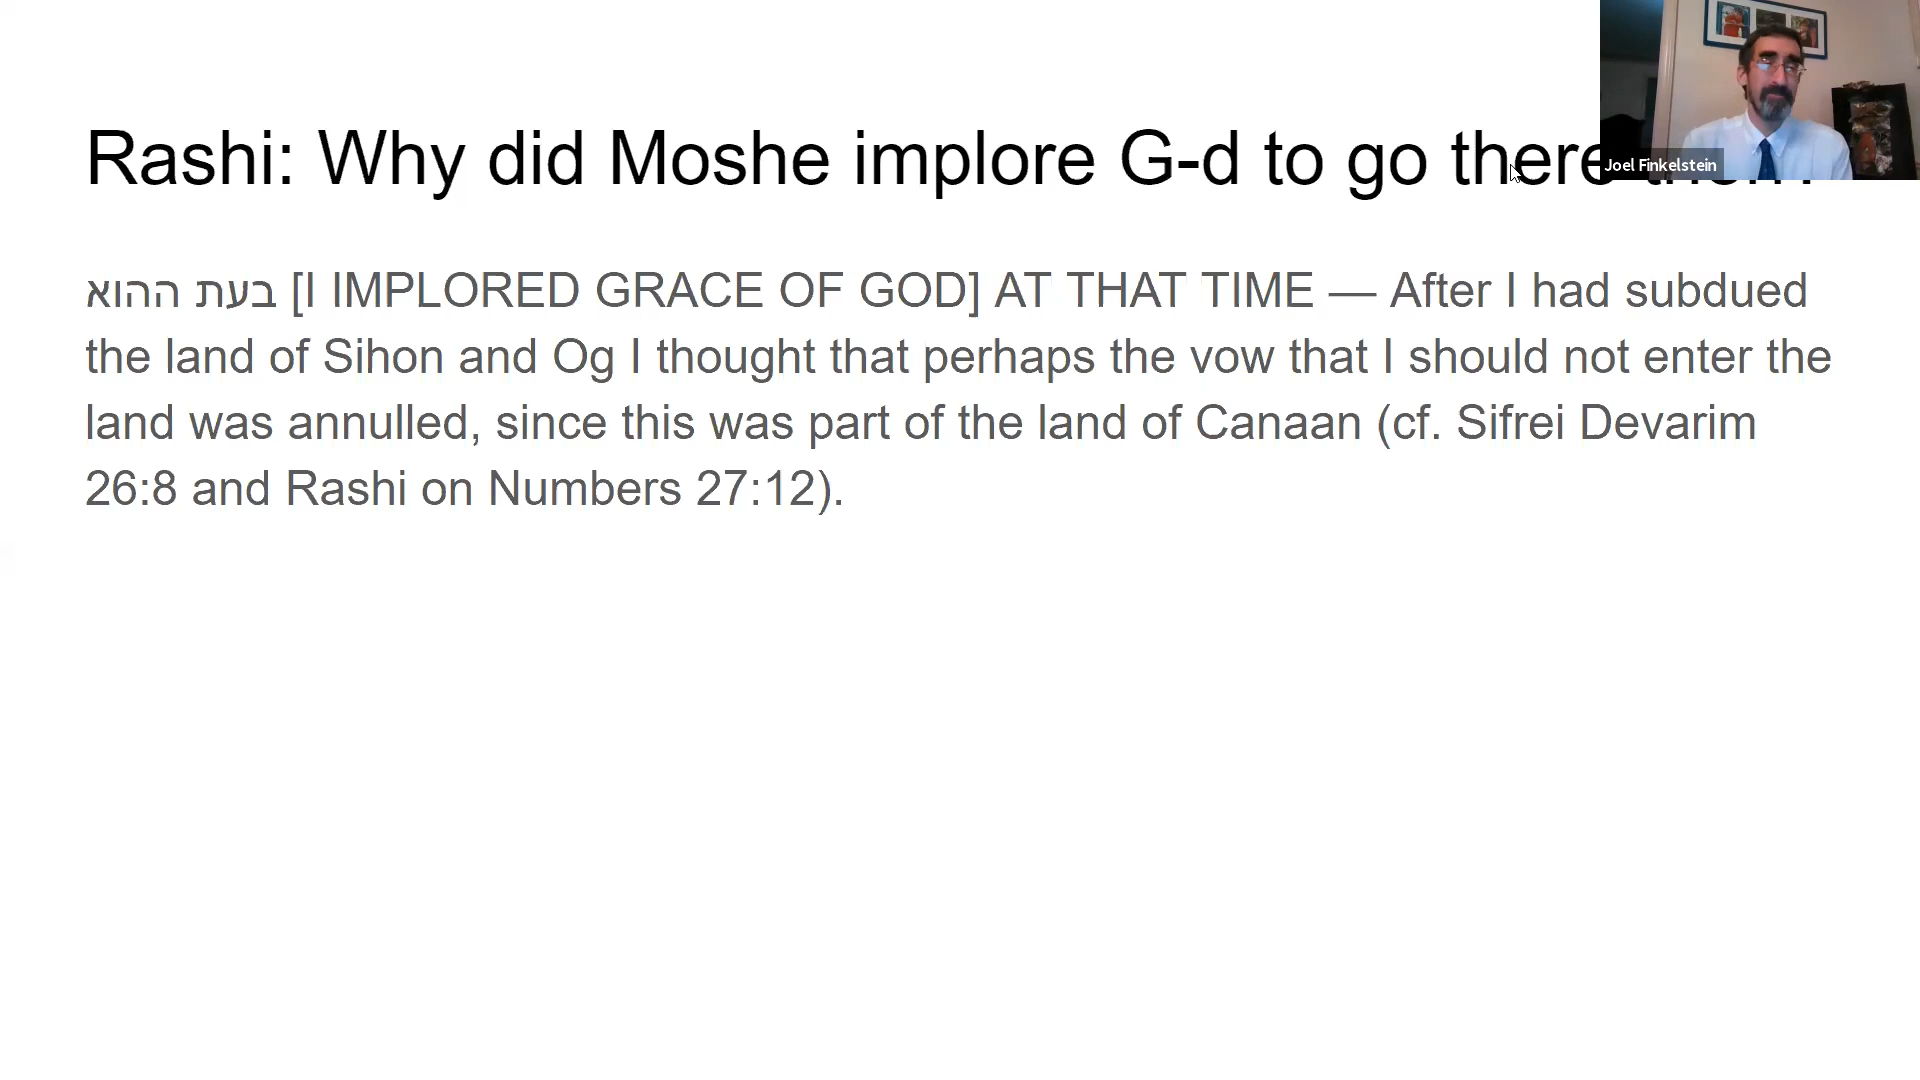 Rashi: Why did Moshe implore G-d to go there
Joel Finkelstein
בעת ההוא [I IMPLORED GRACE OF GOD] AT THAT TIME — After I had subdued
the land of Sihon and Og I thought that perhaps the vow that I should not enter the
land was annulled, since this was part of the land of Canaan (cf. Sifrei Devarim
26:8 and Rashi on Numbers 27:12).